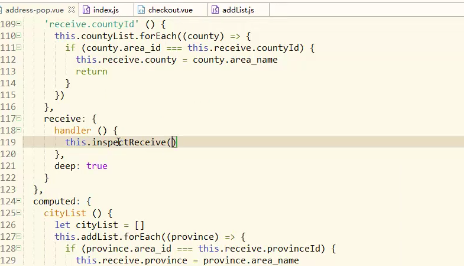 address-pop.vue index.js checkout.vue addList.js
109 'receive.countyId' () {
110 this.countyList.forEach((county) => {
111 if (county.area_id === this.receive.countyId) {
112 this.receive.county = county.area_name
113 return
114 }
115 })
116 },
117 receive: {
118 handler () {
119 this.inspectReceive()
120 },
121 deep: true
122 }
123 },
124 computed: {
125 cityList () {
126 let cityList = []
127 this.addList.forEach((province) => {
128 if (province.area_id === this.receive.provinceId) {
129 this.receive.province = province.area_name